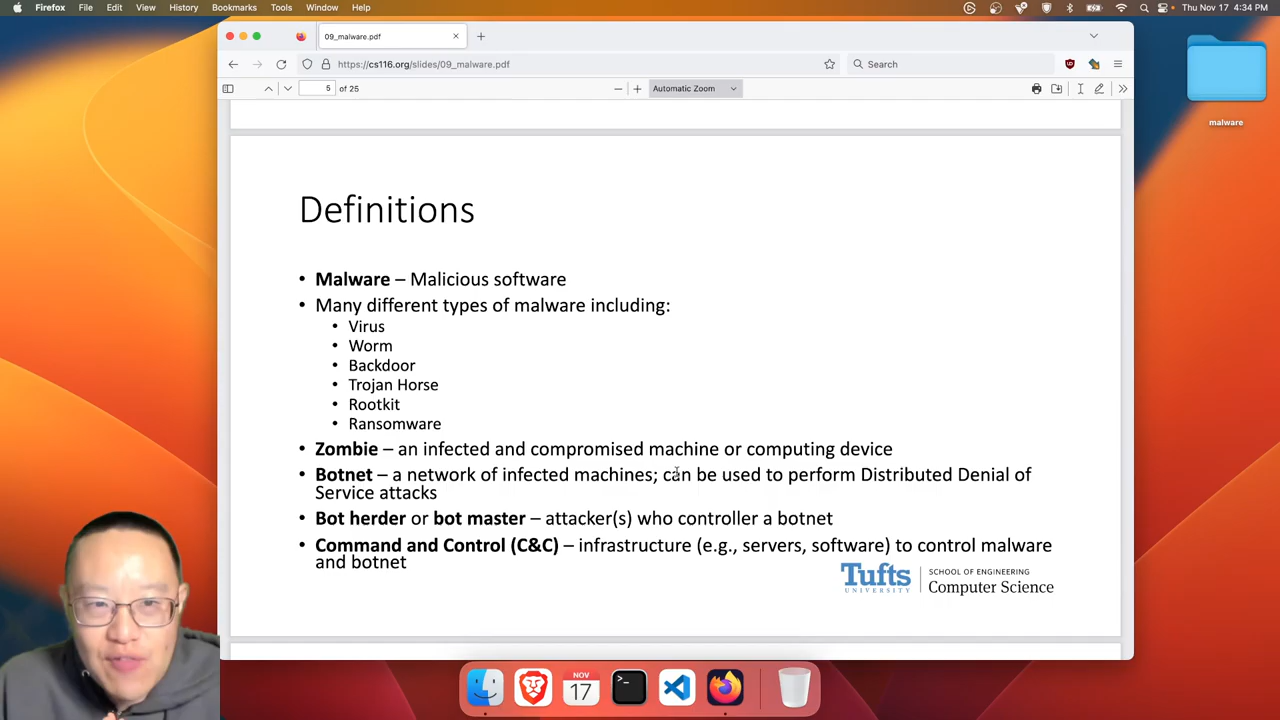 Firefox File Edit View History Bookmarks Tools Window Help Thu Nov 17 4:34 PM
09_malware.pdf
https://cs116.org/slides/09_malware.pdf Search
5 of 25 Automatic Zoom
malware
Definitions
• Malware – Malicious software
• Many different types of malware including:
• Virus
• Worm
• Backdoor
• Trojan Horse
• Rootkit
• Ransomware
• Zombie – an infected and compromised machine or computing device
• Botnet – a network of infected machines; can be used to perform Distributed Denial of
Service attacks
• Bot herder or bot master – attacker(s) who controller a botnet
• Command and Control (C&C) – infrastructure (e.g., servers, software) to control malware
and botnet
Tufts
UNIVERSITY
SCHOOL OF ENGINEERING
Computer Science
NOV
17